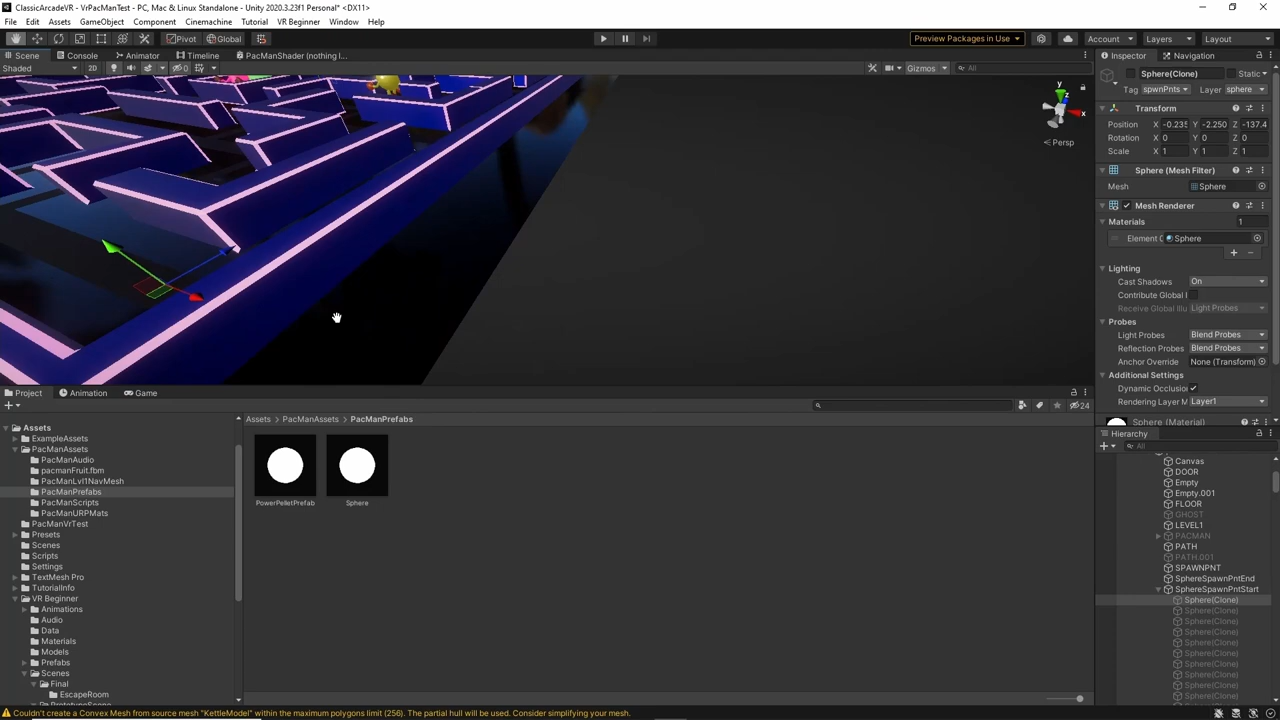 ClassicArcadeVR - VrPacManTest - PC, Mac & Linux Standalone - Unity 2020.3.23f1 Personal* <DX11>
File Edit Assets GameObject Component Cinemachine Tutorial VR Beginner Window Help
Pivot Global Preview Packages in Use Account Layers Layout
Scene Console Animator Timeline PacManShader (nothing l... Inspector Navigation
Shaded 2D 0 Gizmos All
Sphere(Clone) Static
Tag spwnPnts Layer sphere
y
x
z
Persp
Transform
Position X -0.235 Y -2.250 Z -137.4
Rotation X 0 Y 0 Z 0
Scale X 1 Y 1 Z 1
Sphere (Mesh Filter)
Mesh Sphere
Mesh Renderer
Materials 1
Element 0 Sphere
Lighting
Cast Shadows On
Contribute Global I
Receive Global Illu Light Probes
Probes
Light Probes Blend Probes
Reflection Probes Blend Probes
Anchor Override None (Transform)
Additional Settings
Dynamic Occlusion
Rendering Layer M Layer1
Sphere (Material)
Project Animation Game
24
Assets > PacManAssets > PacManPrefabs
PowerPelletPrefab Sphere
Assets
ExampleAssets
PacManAssets
PacManAudio
pacmanFruit.fbm
PacManLvl1NavMesh
PacManPrefabs
PacManScripts
PacManURPMats
PacManVrTest
Presets
Scenes
Scripts
Settings
TextMesh Pro
TutorialInfo
VR Beginner
Animations
Audio
Data
Materials
Models
Prefabs
Scenes
Final
EscapeRoom
PrototypeScene
Hierarchy
All
Canvas
DOOR
Empty
Empty.001
FLOOR
GHOST
LEVEL1
PACMAN
PATH
PATH.001
SPAWNPNT
SphereSpawnPntEnd
SphereSpawnPntStart
Sphere(Clone)
Sphere(Clone)
Sphere(Clone)
Sphere(Clone)
Sphere(Clone)
Sphere(Clone)
Sphere(Clone)
Sphere(Clone)
Sphere(Clone)
Sphere(Clone)
Couldn't create a Convex Mesh from source mesh "KettleModel" within the maximum polygons limit (256). The partial hull will be used. Consider simplifying your mesh.